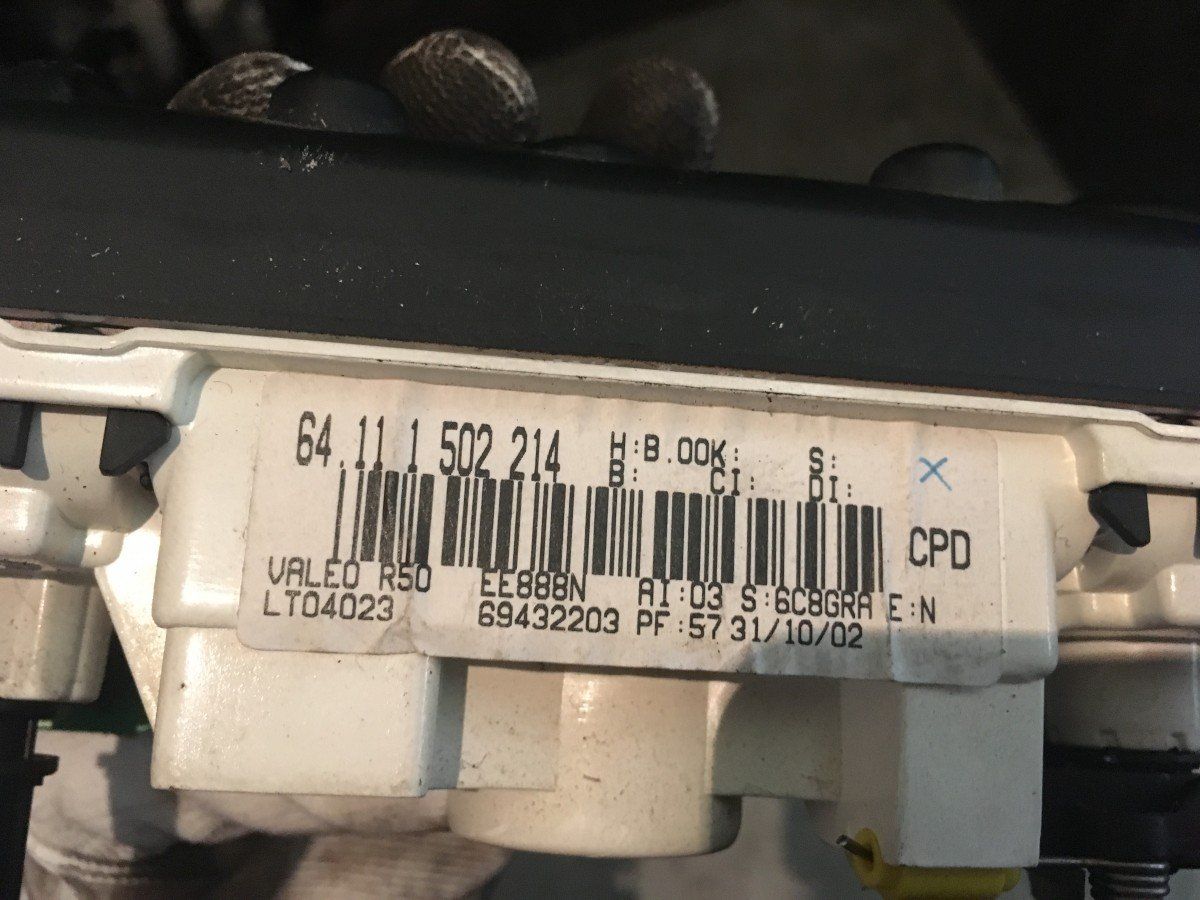 64.11 1 502 214 H:B.00K: S:
B: CI: DI:
X
CPD
VALEO R50 EE888N AI:03 S:6C8GRA E:N
LT04023 69432203 PF:57 31/10/02